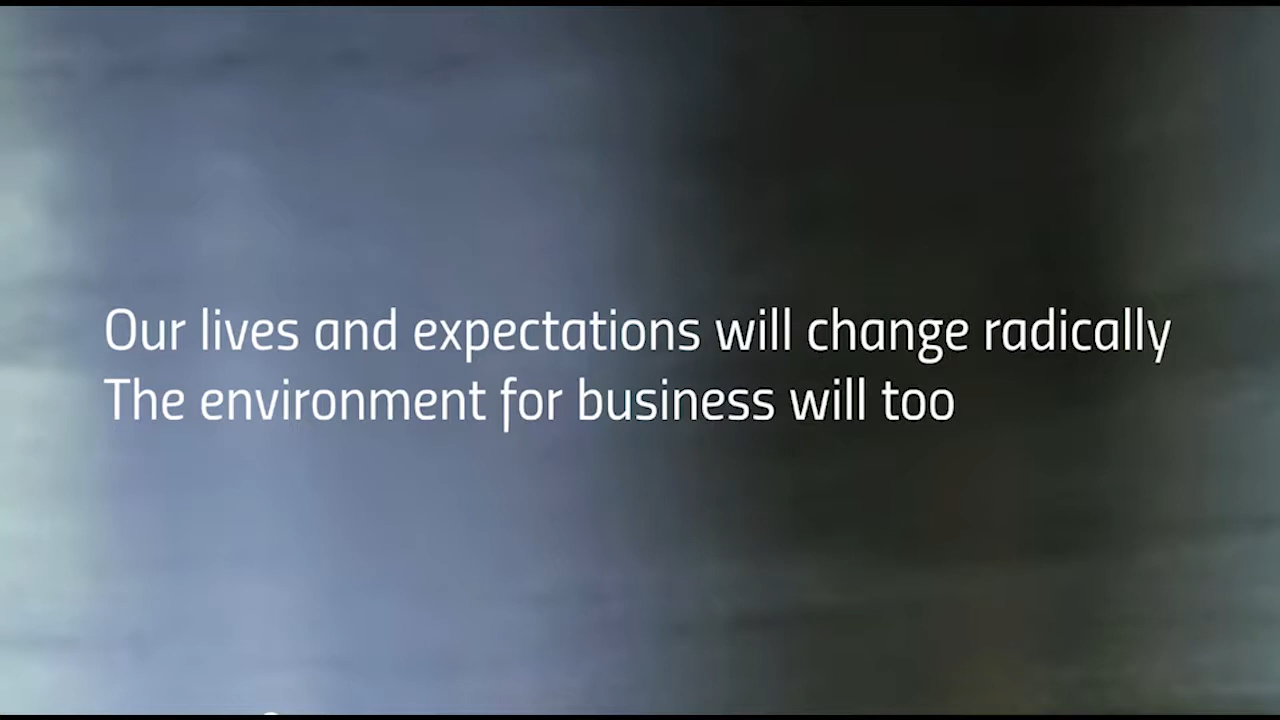 Our lives and expectations will change radically
The environment for business will too